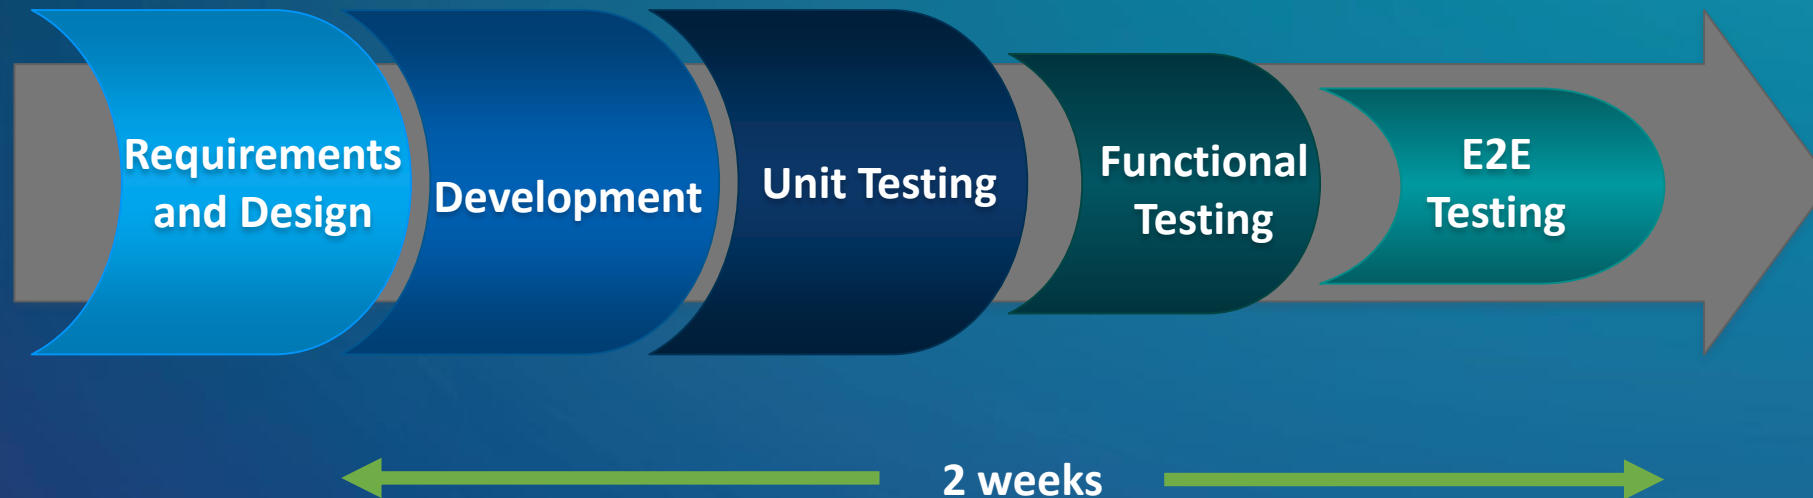 Requirements
and Design
Development
Unit Testing
Functional
Testing
E2E
Testing
2 weeks